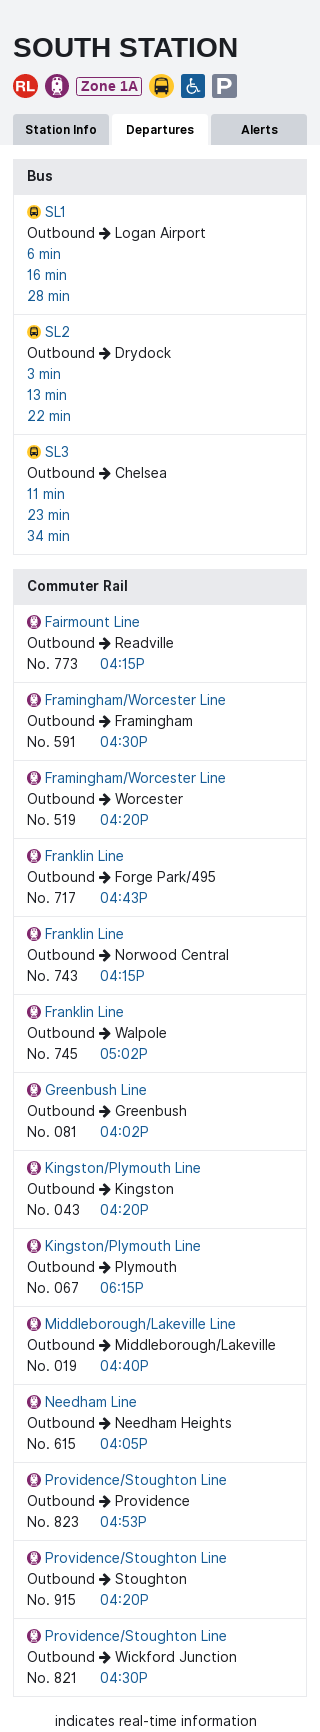 SOUTH STATION
RL Zone 1A P
Station Info Departures Alerts
Bus
SL1
Outbound → Logan Airport
6 min
16 min
28 min
SL2
Outbound → Drydock
3 min
13 min
22 min
SL3
Outbound → Chelsea
11 min
23 min
34 min
Commuter Rail
Fairmount Line
Outbound → Readville
No. 773 04:15P
Framingham/Worcester Line
Outbound → Framingham
No. 591 04:30P
Framingham/Worcester Line
Outbound → Worcester
No. 519 04:20P
Franklin Line
Outbound → Forge Park/495
No. 717 04:43P
Franklin Line
Outbound → Norwood Central
No. 743 04:15P
Franklin Line
Outbound → Walpole
No. 745 05:02P
Greenbush Line
Outbound → Greenbush
No. 081 04:02P
Kingston/Plymouth Line
Outbound → Kingston
No. 043 04:20P
Kingston/Plymouth Line
Outbound → Plymouth
No. 067 06:15P
Middleborough/Lakeville Line
Outbound → Middleborough/Lakeville
No. 019 04:40P
Needham Line
Outbound → Needham Heights
No. 615 04:05P
Providence/Stoughton Line
Outbound → Providence
No. 823 04:53P
Providence/Stoughton Line
Outbound → Stoughton
No. 915 04:20P
Providence/Stoughton Line
Outbound → Wickford Junction
No. 821 04:30P
indicates real-time information